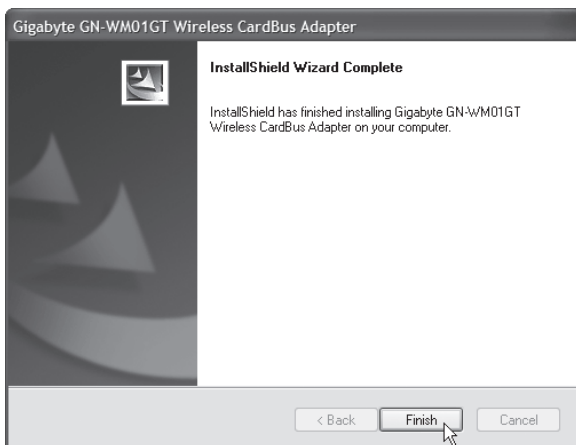 Gigabyte GN-WM01GT Wireless CardBus Adapter
InstallShield Wizard Complete
InstallShield has finished installing Gigabyte GN-WM01GT
Wireless CardBus Adapter on your computer.
< Back
Finish
Cancel